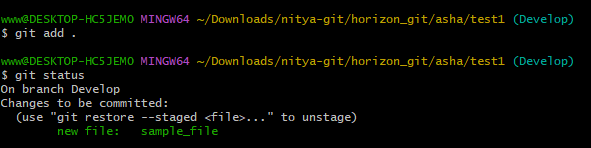 www@DESKTOP-HC5JEMO MINGW64 ~/Downloads/nitya-git/horizon_git/asha/test1 (Develop)
$ git add .
www@DESKTOP-HC5JEMO MINGW64 ~/Downloads/nitya-git/horizon_git/asha/test1 (Develop)
$ git status
On branch Develop
Changes to be committed:
  (use "git restore --staged <file>..." to unstage)
        new file:   sample_file